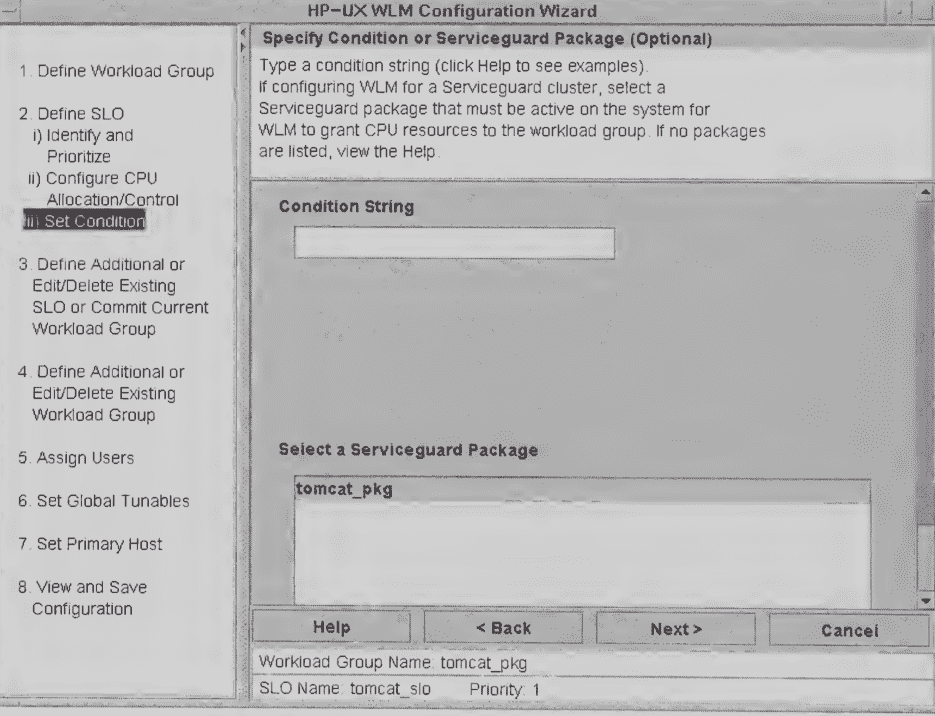 HP-UX WLM Configuration Wizard
1. Define Workload Group
2. Define SLO
i) Identify and
Prioritize
ii) Configure CPU
Allocation/Control
iii) Set Condition
3. Define Additional or
Edit/Delete Existing
SLO or Commit Current
Workload Group
4. Define Additional or
Edit/Delete Existing
Workload Group
5. Assign Users
6. Set Global Tunables
7. Set Primary Host
8. View and Save
Configuration
Specify Condition or Serviceguard Package (Optional)
Type a condition string (click Help to see examples).
If configuring WLM for a Serviceguard cluster, select a
Serviceguard package that must be active on the system for
WLM to grant CPU resources to the workload group. If no packages
are listed, view the Help.
Condition String
Select a Serviceguard Package
tomcat_pkg
Help
< Back
Next >
Cancel
Workload Group Name: tomcat_pkg
SLO Name: tomcat_slo Priority: 1